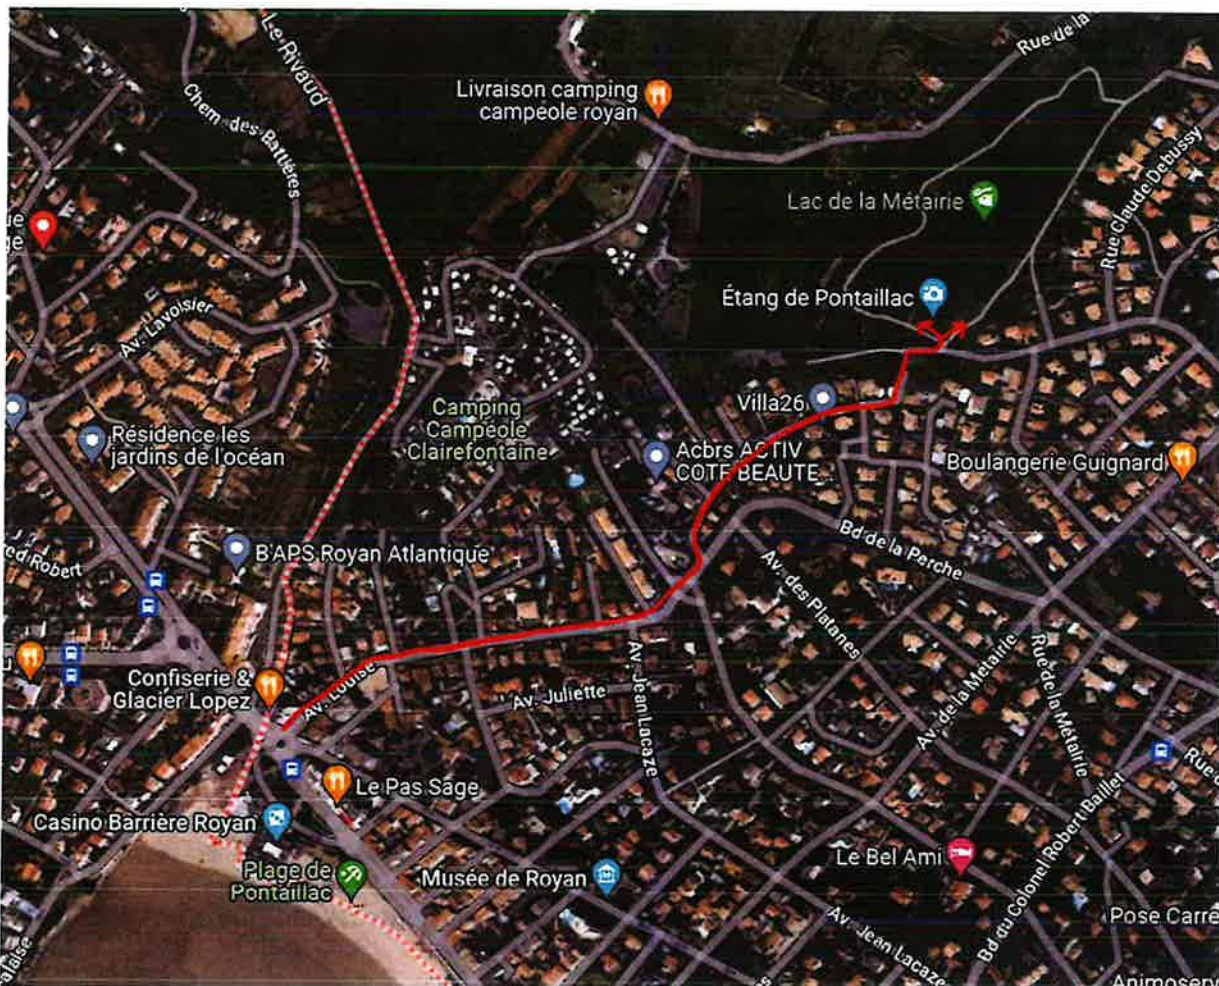 Le Rivaud
Rue de la
Chem. des Battères
Livraison camping
campéole royan
Rue Claude Debussy
Lac de la Métairie
Étang de Pontaillac
Av. Lavoisier
Villa26
Camping
Campéole
Clairefontaine
Résidence les
jardins de l'océan
Acbrs ACTIV
COTE BEAUTE...
Boulangerie Guignard
Bd de la Perche
B'APS Royan Atlantique
Av. des Platanes
Confiserie &
Glacier Lopez
Av. Louise
Av. Juliette
Av. Jean Lacaze
Av. de la Métairie
Rue de la Métairie
Le Pas Sage
Casino Barrière Royan
Plage de
Pontaillac
Musée de Royan
Le Bel Ami
Bd du Colonel Robert Baillet
Av. Jean Lacaze
Pose Carre
Animoserv